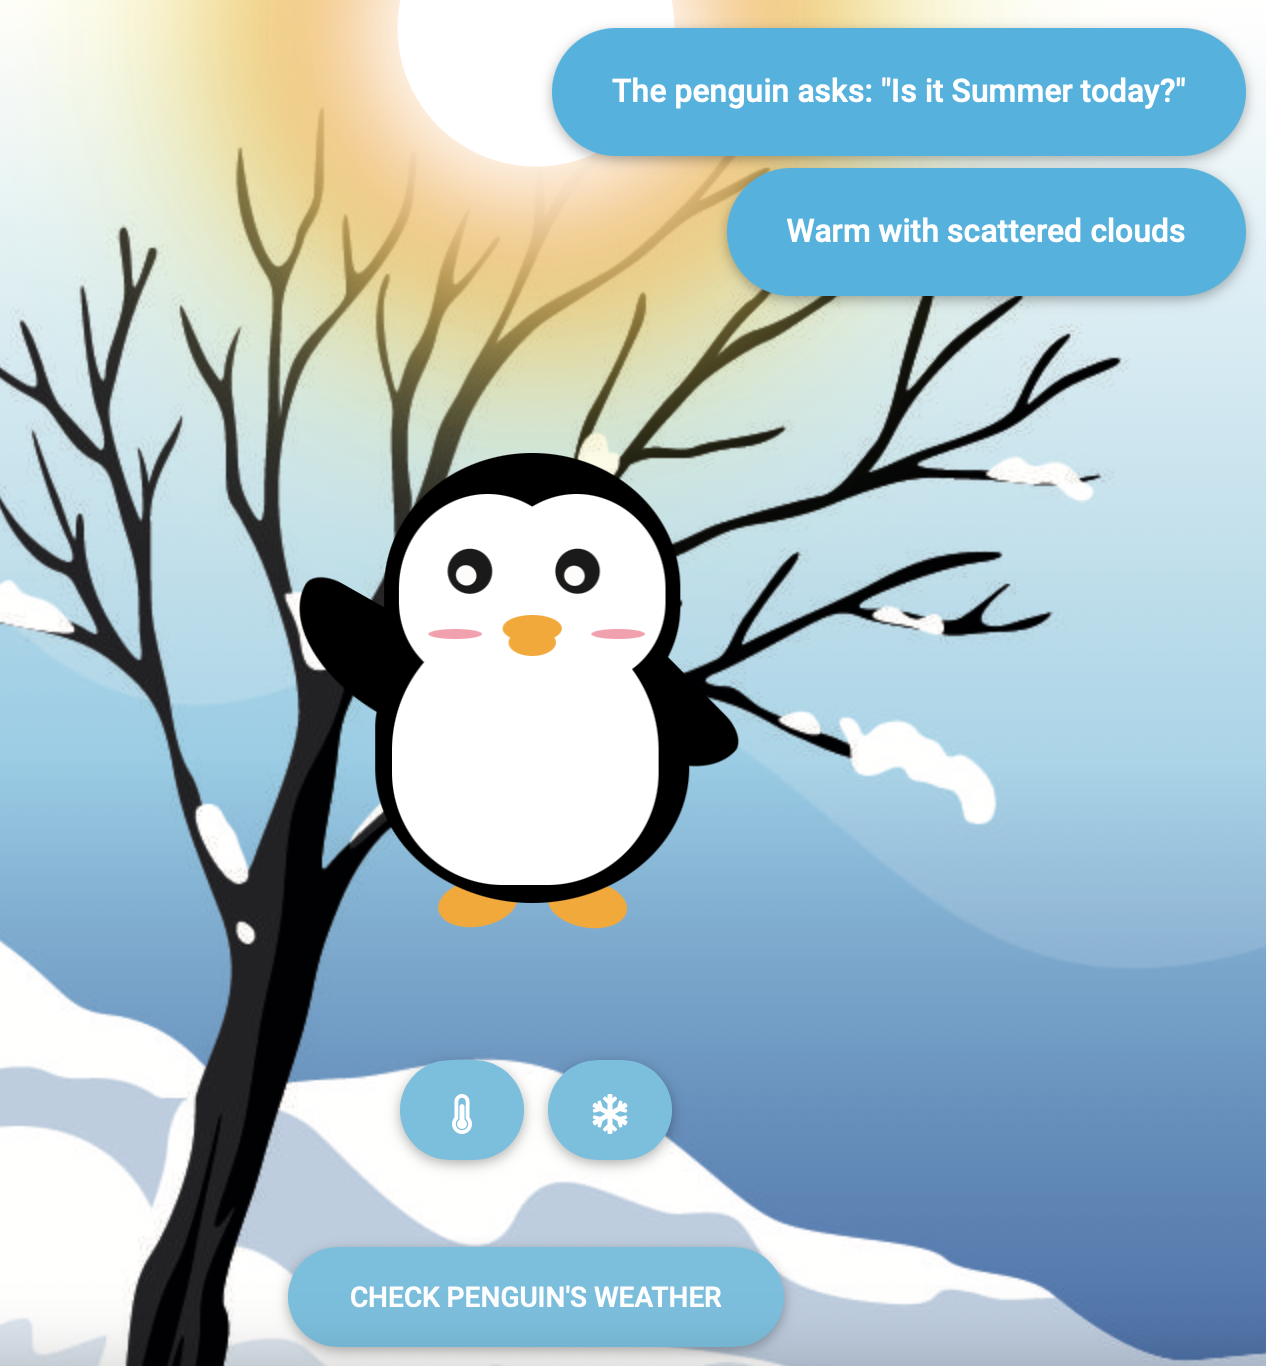 The penguin asks: "Is it Summer today?"
Warm with scattered clouds
CHECK PENGUIN'S WEATHER